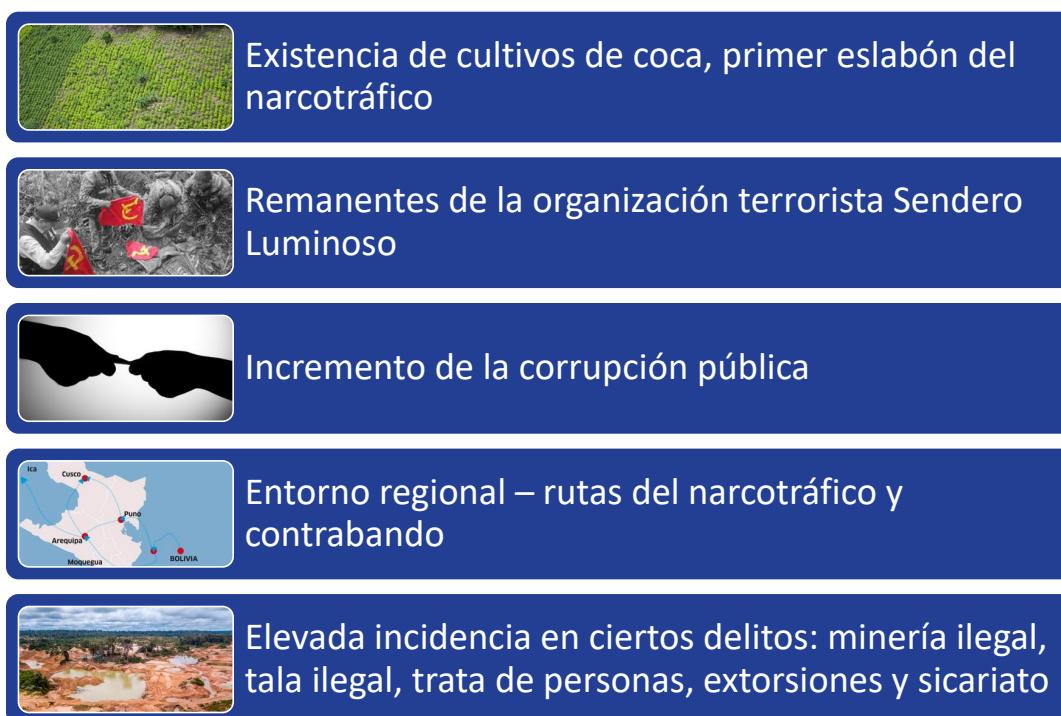 Existencia de cultivos de coca, primer eslabón del
narcotráfico
Remanentes de la organización terrorista Sendero
Luminoso
Incremento de la corrupción pública
Ica
Cusco
Puno
Arequipa
BOLIVIA
Moquegua
Entorno regional – rutas del narcotráfico y
contrabando
Elevada incidencia en ciertos delitos: minería ilegal,
tala ilegal, trata de personas, extorsiones y sicariato